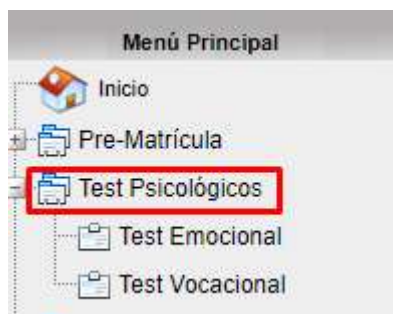 Menú Principal
Inicio
Pre-Matrícula
Test Psicológicos
Test Emocional
Test Vocacional